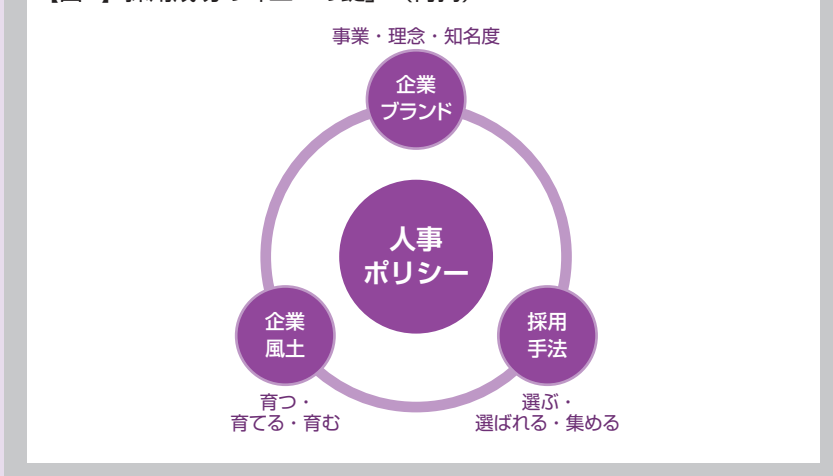 事業・理念・知名度
企業
ブランド
人事
ポリシー
企業
風土
採用
手法
育つ・
育てる・育む
選ぶ・
選ばれる・集める